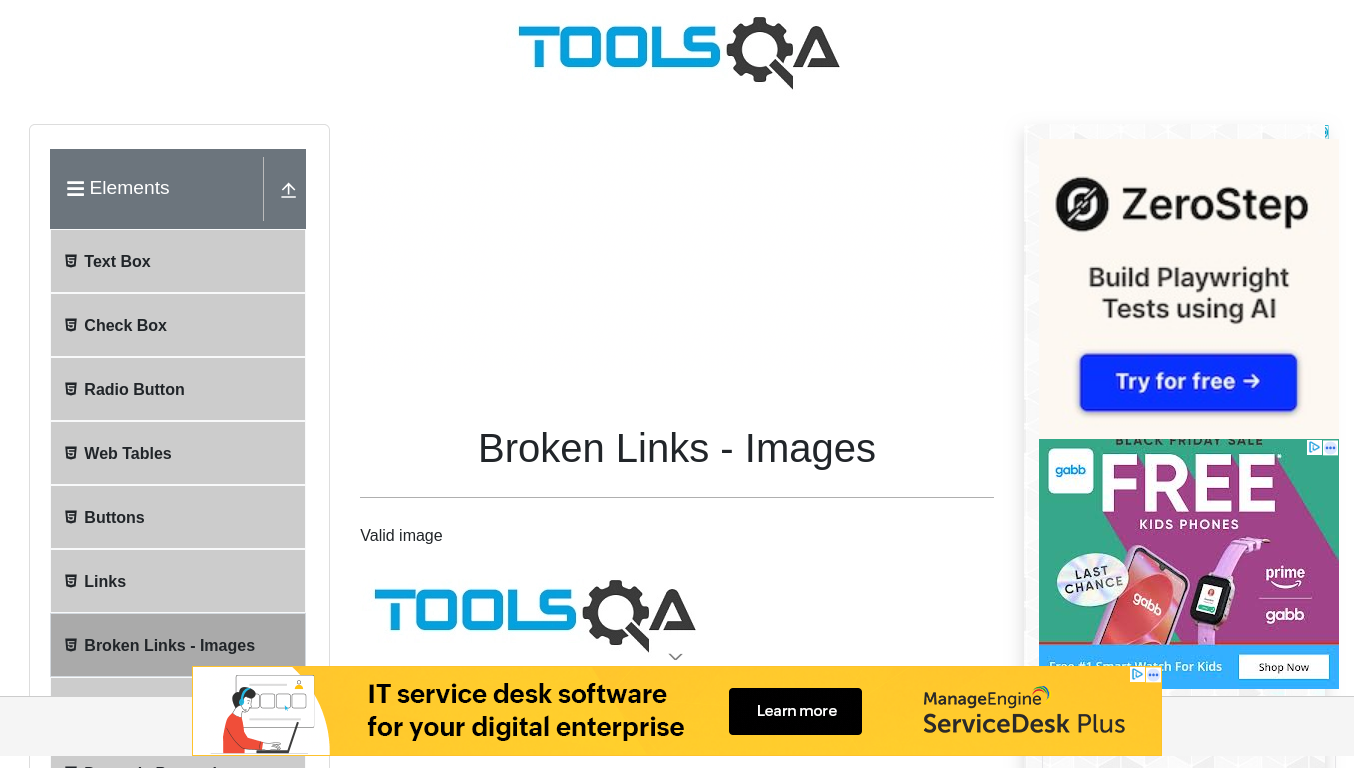 TOOLSQA
Elements
Text Box
Check Box
Radio Button
Web Tables
Buttons
Links
Broken Links - Images
Broken Links - Images
Valid image
TOOLSQA
ZeroStep
Build Playwright
Tests using AI
Try for free →
BLACK FRIDAY SALE
gabb
FREE
KIDS PHONES
LAST
CHANCE
gabb
prime
gabb
Free #1 Smart Watch For Kids
Shop Now
IT service desk software
for your digital enterprise
Learn more
ManageEngine
ServiceDesk Plus